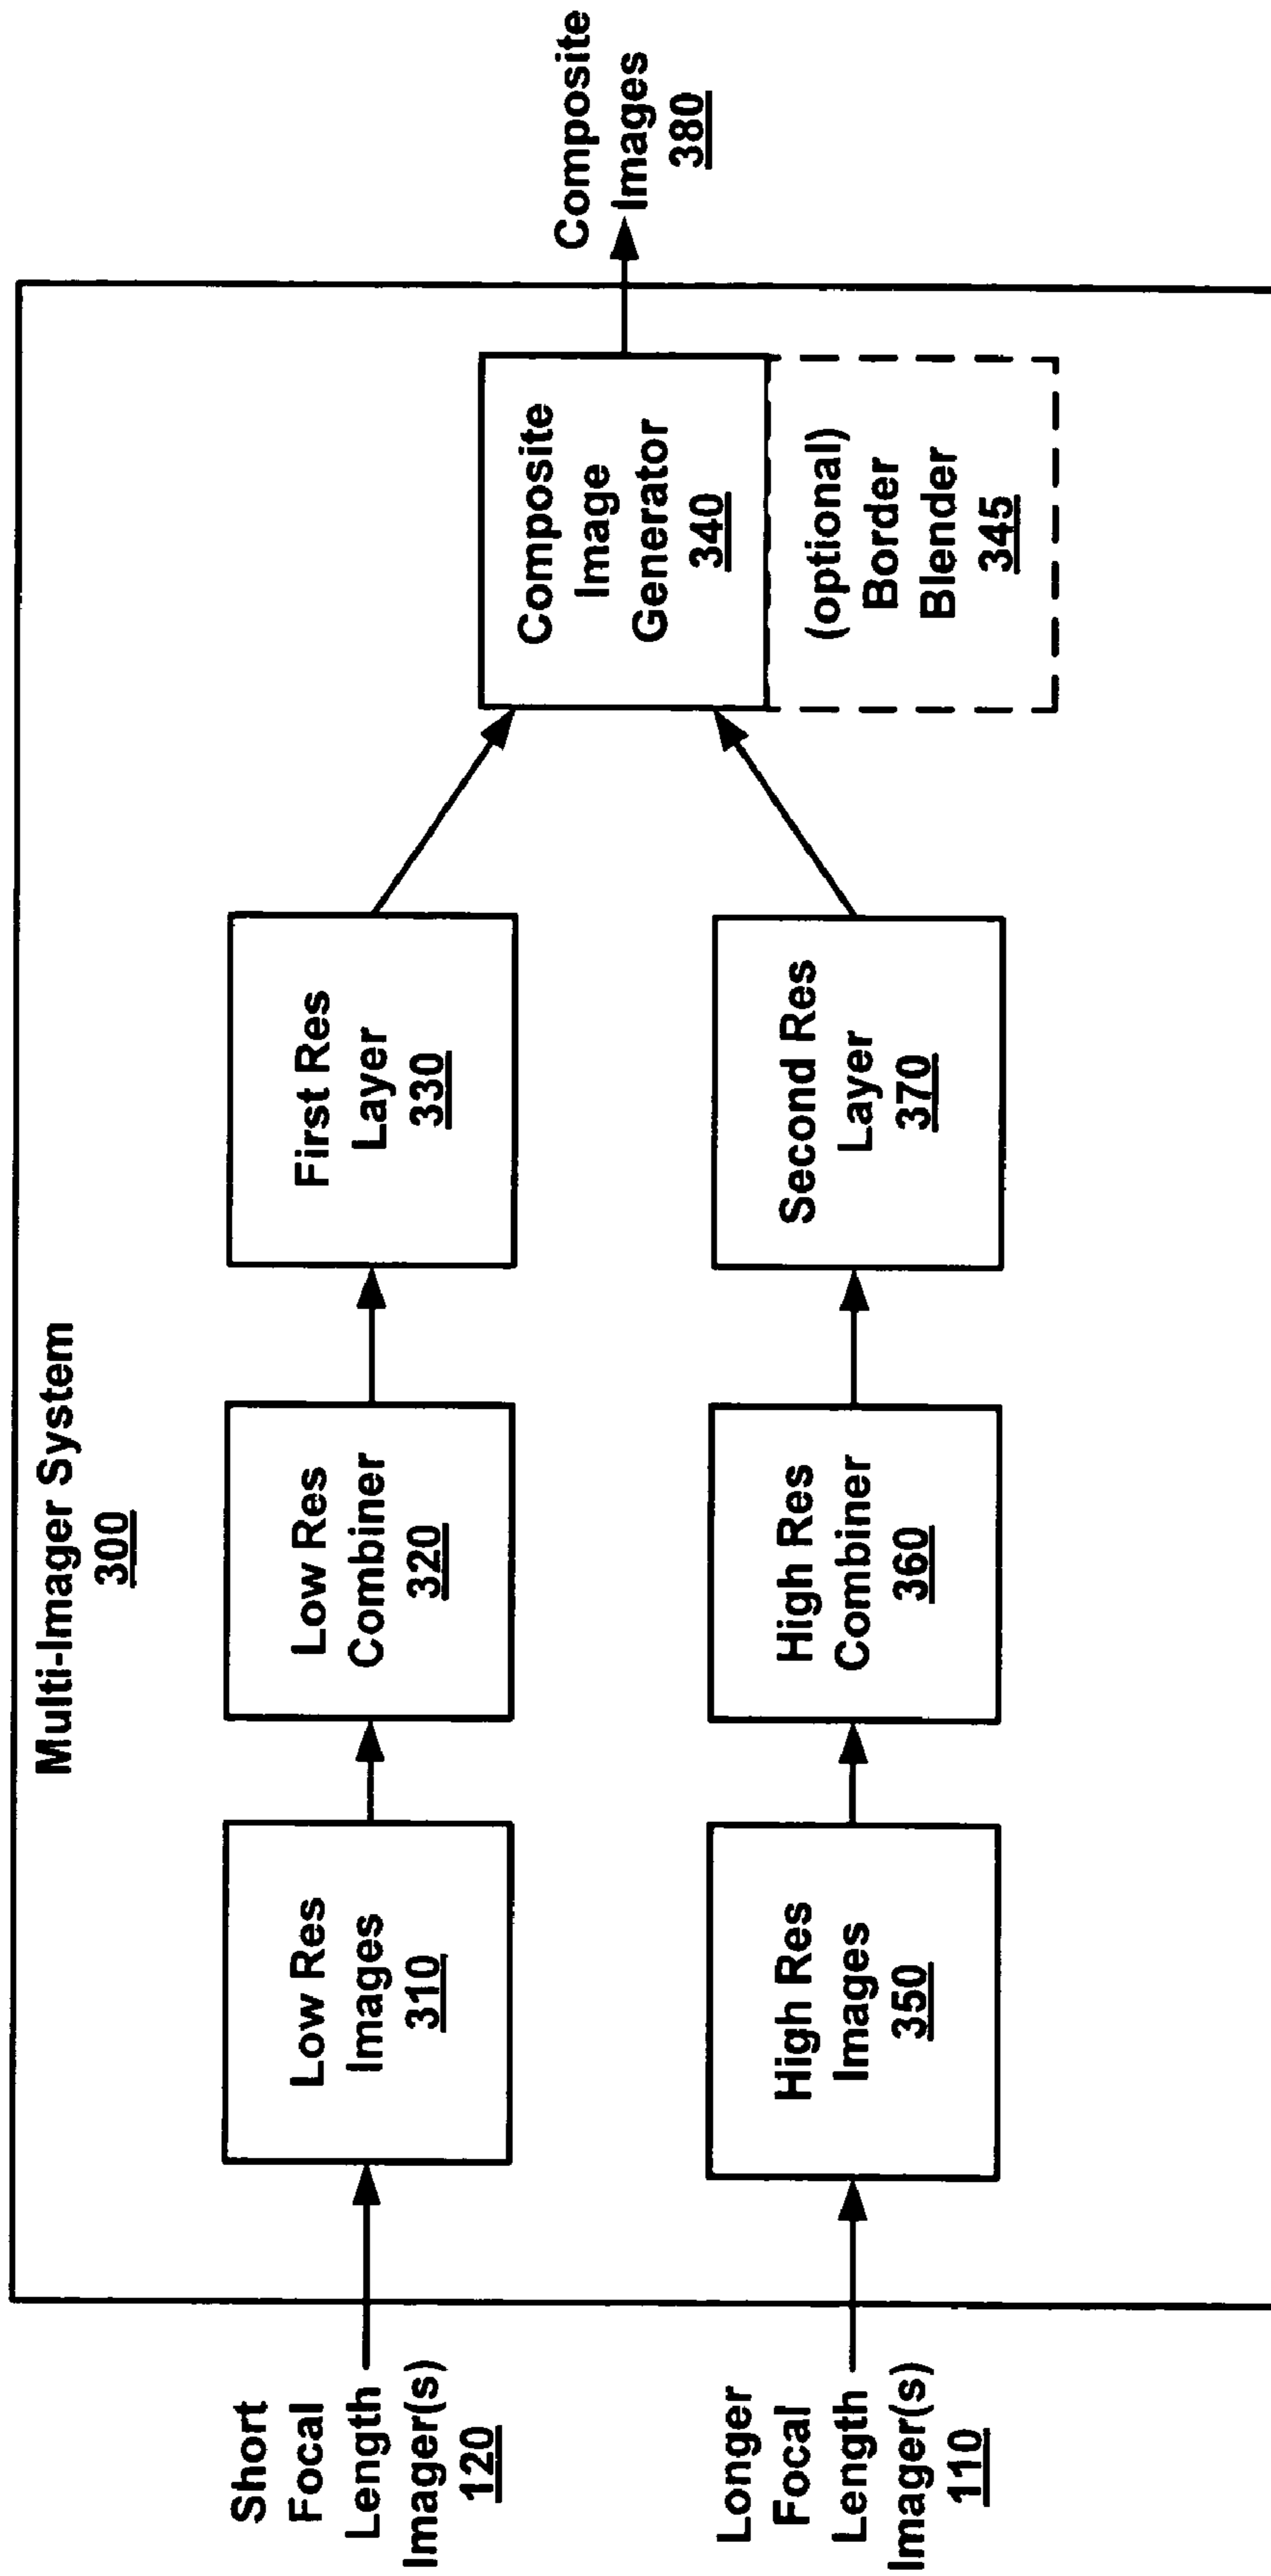 Multi-Imager System
300
Short
Focal
Length
Imager(s)
120
Low Res
Images
310
Low Res
Combiner
320
First Res
Layer
330
Longer
Focal
Length
Imager(s)
110
High Res
Images
350
High Res
Combiner
360
Second Res
Layer
370
Composite
Image
Generator
340
(optional)
Border
Blender
345
Composite
Images
380